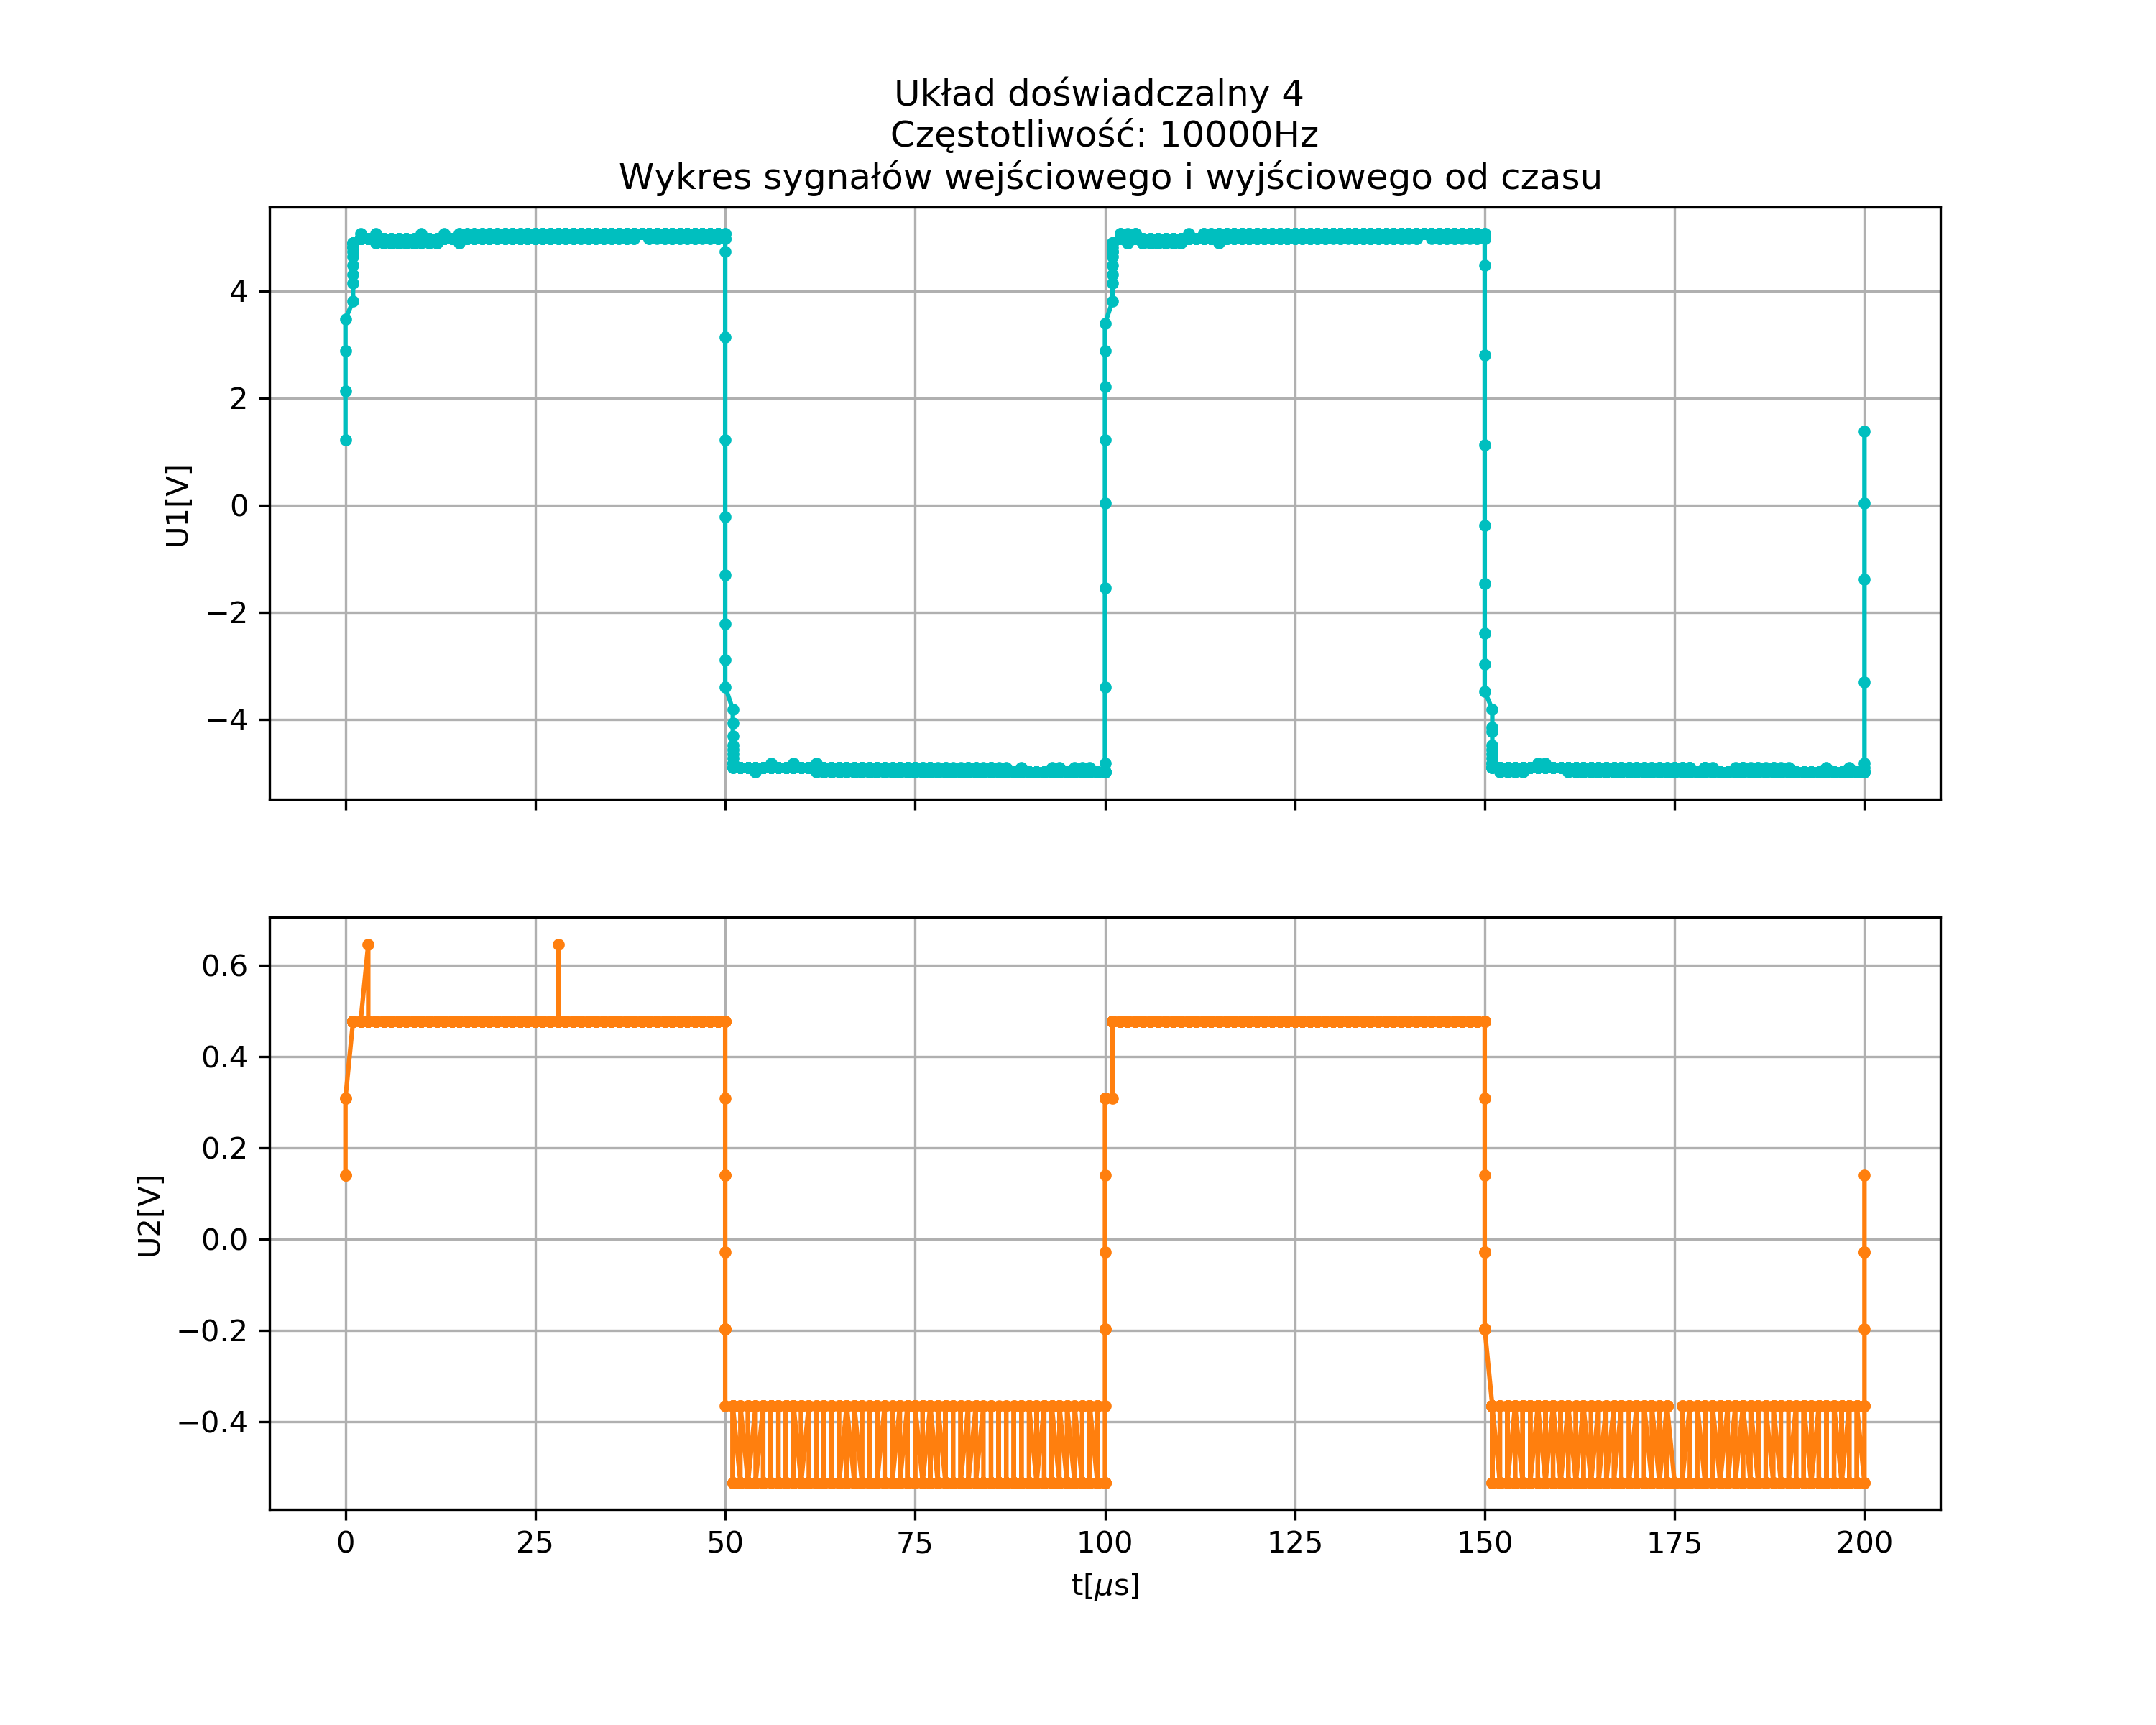 Układ doświadczalny 4
Częstotliwość: 10000Hz
Wykres sygnałów wejściowego i wyjściowego od czasu
4
2
0
−2
−4
U1[V]
0.6
0.4
0.2
0.0
−0.2
−0.4
U2[V]
0 25 50 75 100 125 150 175 200
t[μs]